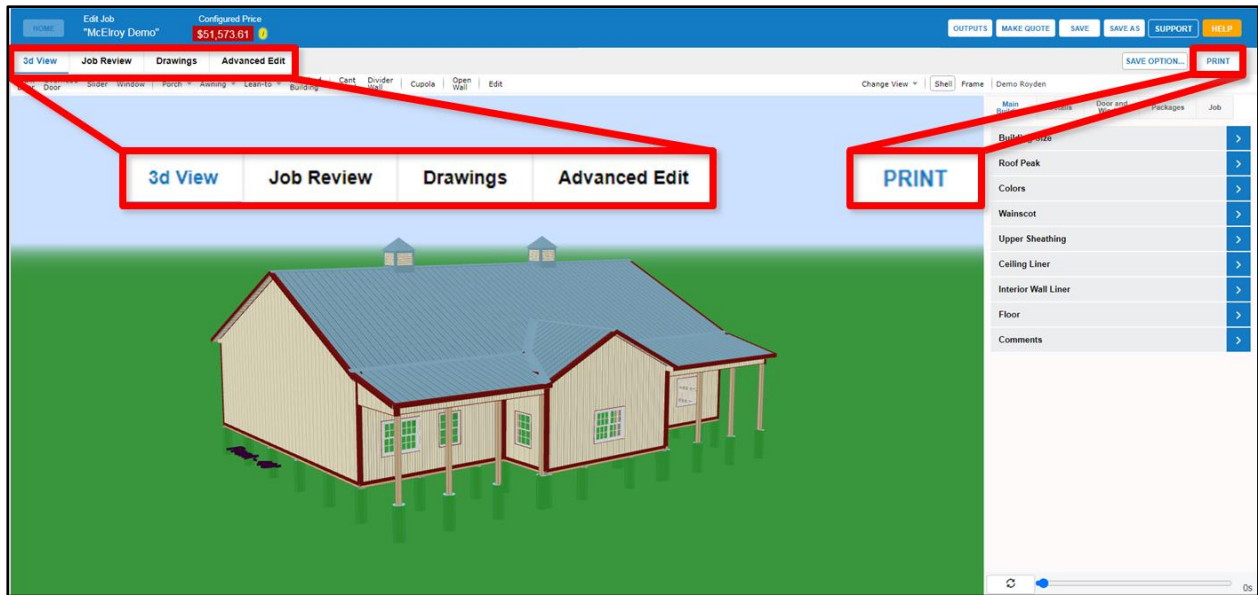 HOME
Edit Job
"McElroy Demo"
Configured Price
$51,573.61 i
OUTPUTS MAKE QUOTE SAVE SAVE AS SUPPORT HELP
3d View Job Review Drawings Advanced Edit
SAVE OPTION... PRINT
Door Door Slider Window Porch Awning Lean-to Building Cant Divider Wall Cupola Open Wall Edit
Change View Shell Frame Demo Royden
Main Door and Packages Job
3d View Job Review Drawings Advanced Edit
PRINT
Building Size
Roof Peak
Colors
Wainscot
Upper Sheathing
Ceiling Liner
Interior Wall Liner
Floor
Comments
0s